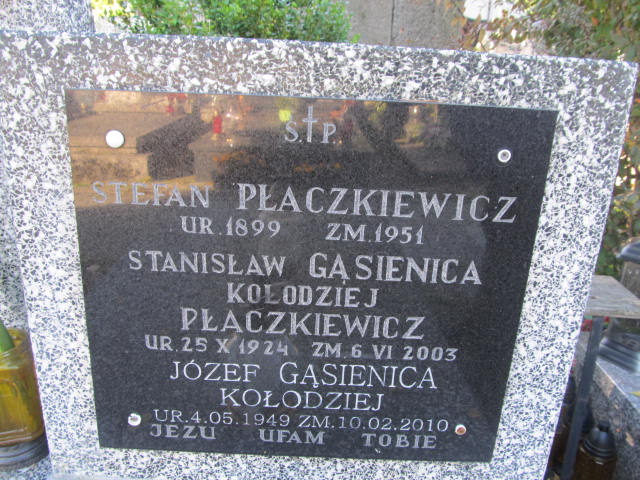 Ś.†P.
STEFAN PŁACZKIEWICZ
UR.1899 ZM.1951
STANISŁAW GĄSIENICA
KOŁODZIEJ
PŁACZKIEWICZ
UR.25 X 1924 ZM.6 VI 2003
JÓZEF GĄSIENICA
KOŁODZIEJ
UR.4.05.1949 ZM.10.02.2010
JEZU UFAM TOBIE